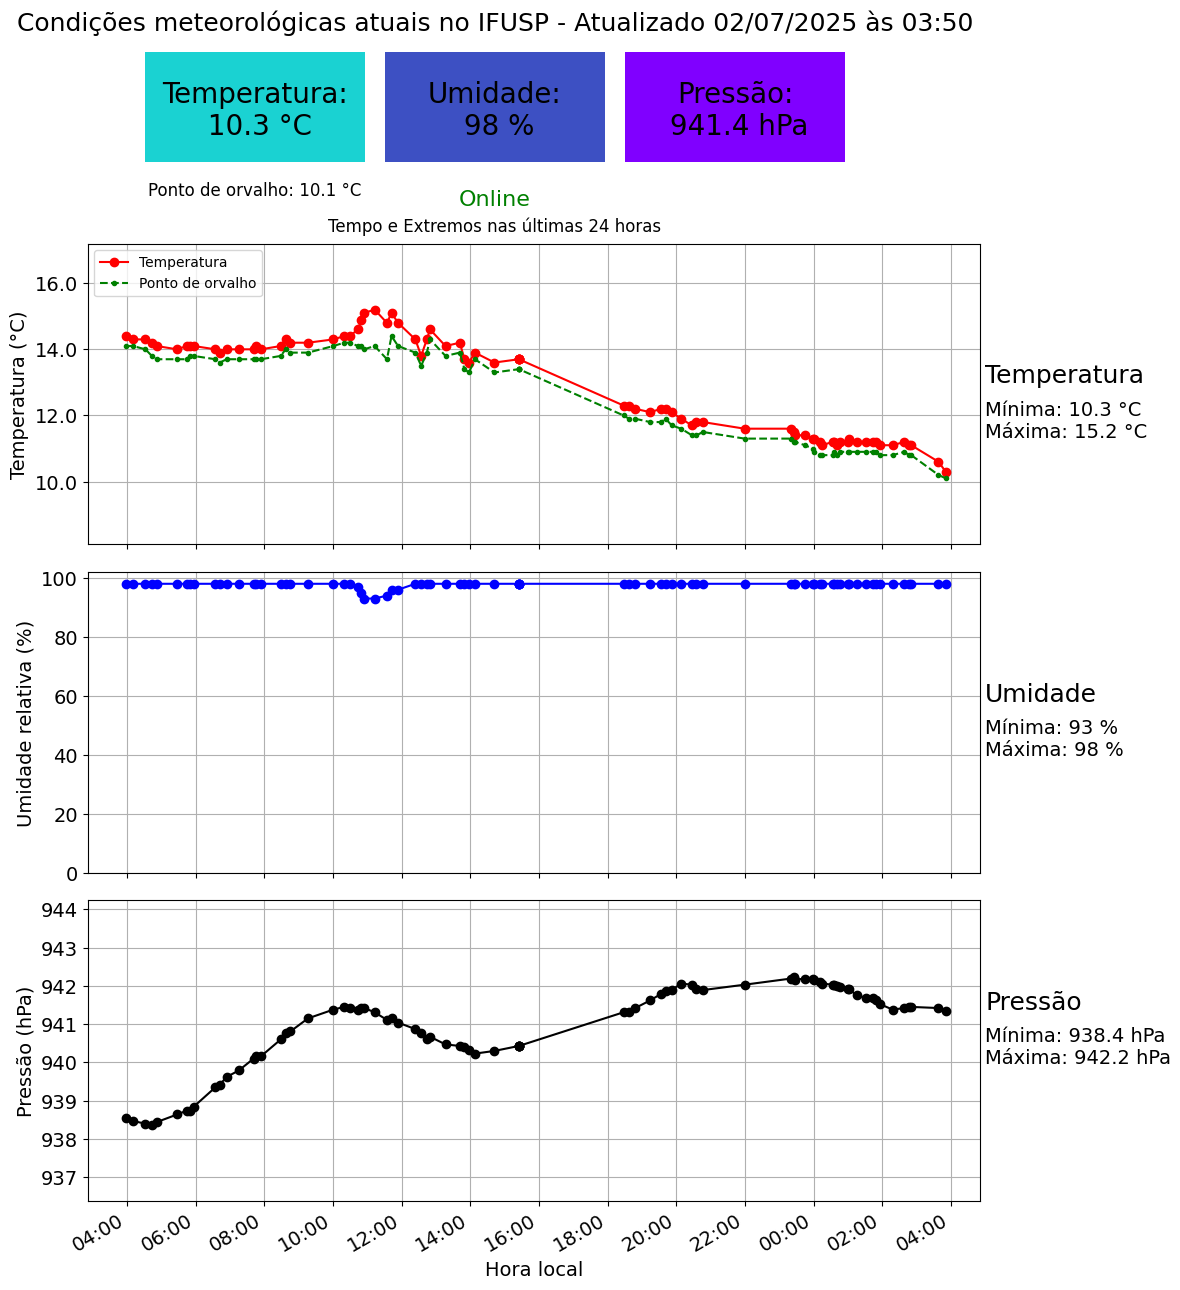 Condições meteorológicas atuais no IFUSP - Atualizado 02/07/2025 às 03:50
Temperatura:
10.3 °C
Umidade:
98 %
Pressão:
941.4 hPa
Ponto de orvalho: 10.1 °C
Online
Tempo e Extremos nas últimas 24 horas
Temperatura
Ponto de orvalho
Temperatura (°C)
16.0
14.0
12.0
10.0
Temperatura
Mínima: 10.3 °C
Máxima: 15.2 °C
Umidade relativa (%)
100
80
60
40
20
0
Umidade
Mínima: 93 %
Máxima: 98 %
Pressão (hPa)
944
943
942
941
940
939
938
937
Pressão
Mínima: 938.4 hPa
Máxima: 942.2 hPa
04:00
06:00
08:00
10:00
12:00
14:00
16:00
18:00
20:00
22:00
00:00
02:00
04:00
Hora local